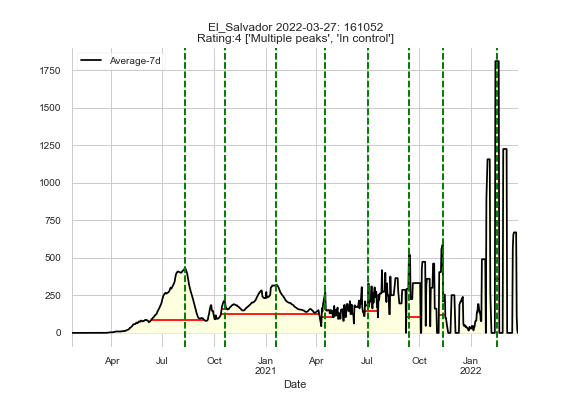 El_Salvador 2022-03-27: 161052
Rating:4 ['Multiple peaks', 'In control']
Average-7d
1750
1500
1250
1000
750
500
250
0
Apr Jul Oct Jan Apr Jul Oct Jan
2021 2022
Date